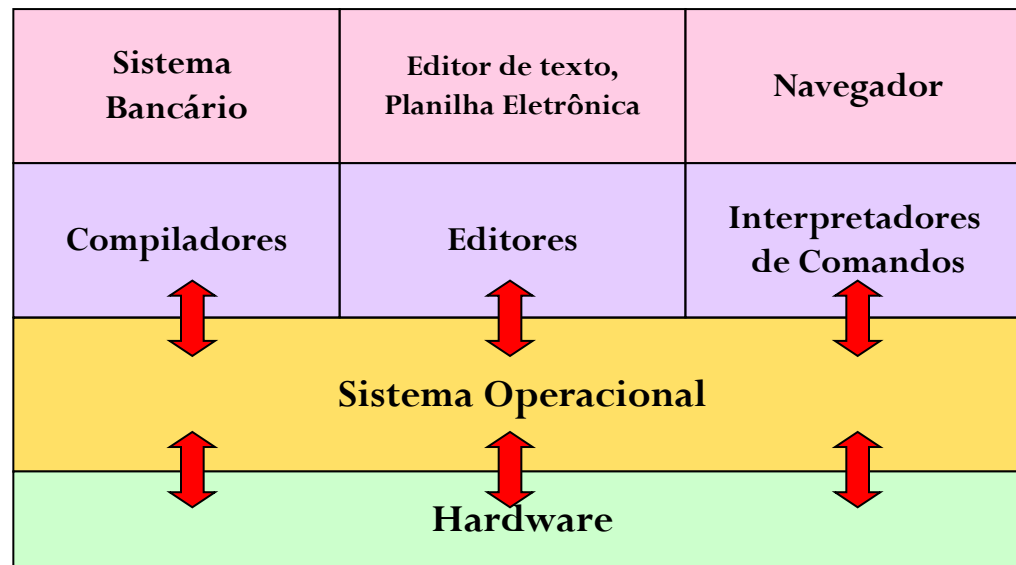 Sistema
Bancário
Editor de texto,
Planilha Eletrônica
Navegador
Compiladores
Editores
Interpretadores
de Comandos
Sistema Operacional
Hardware